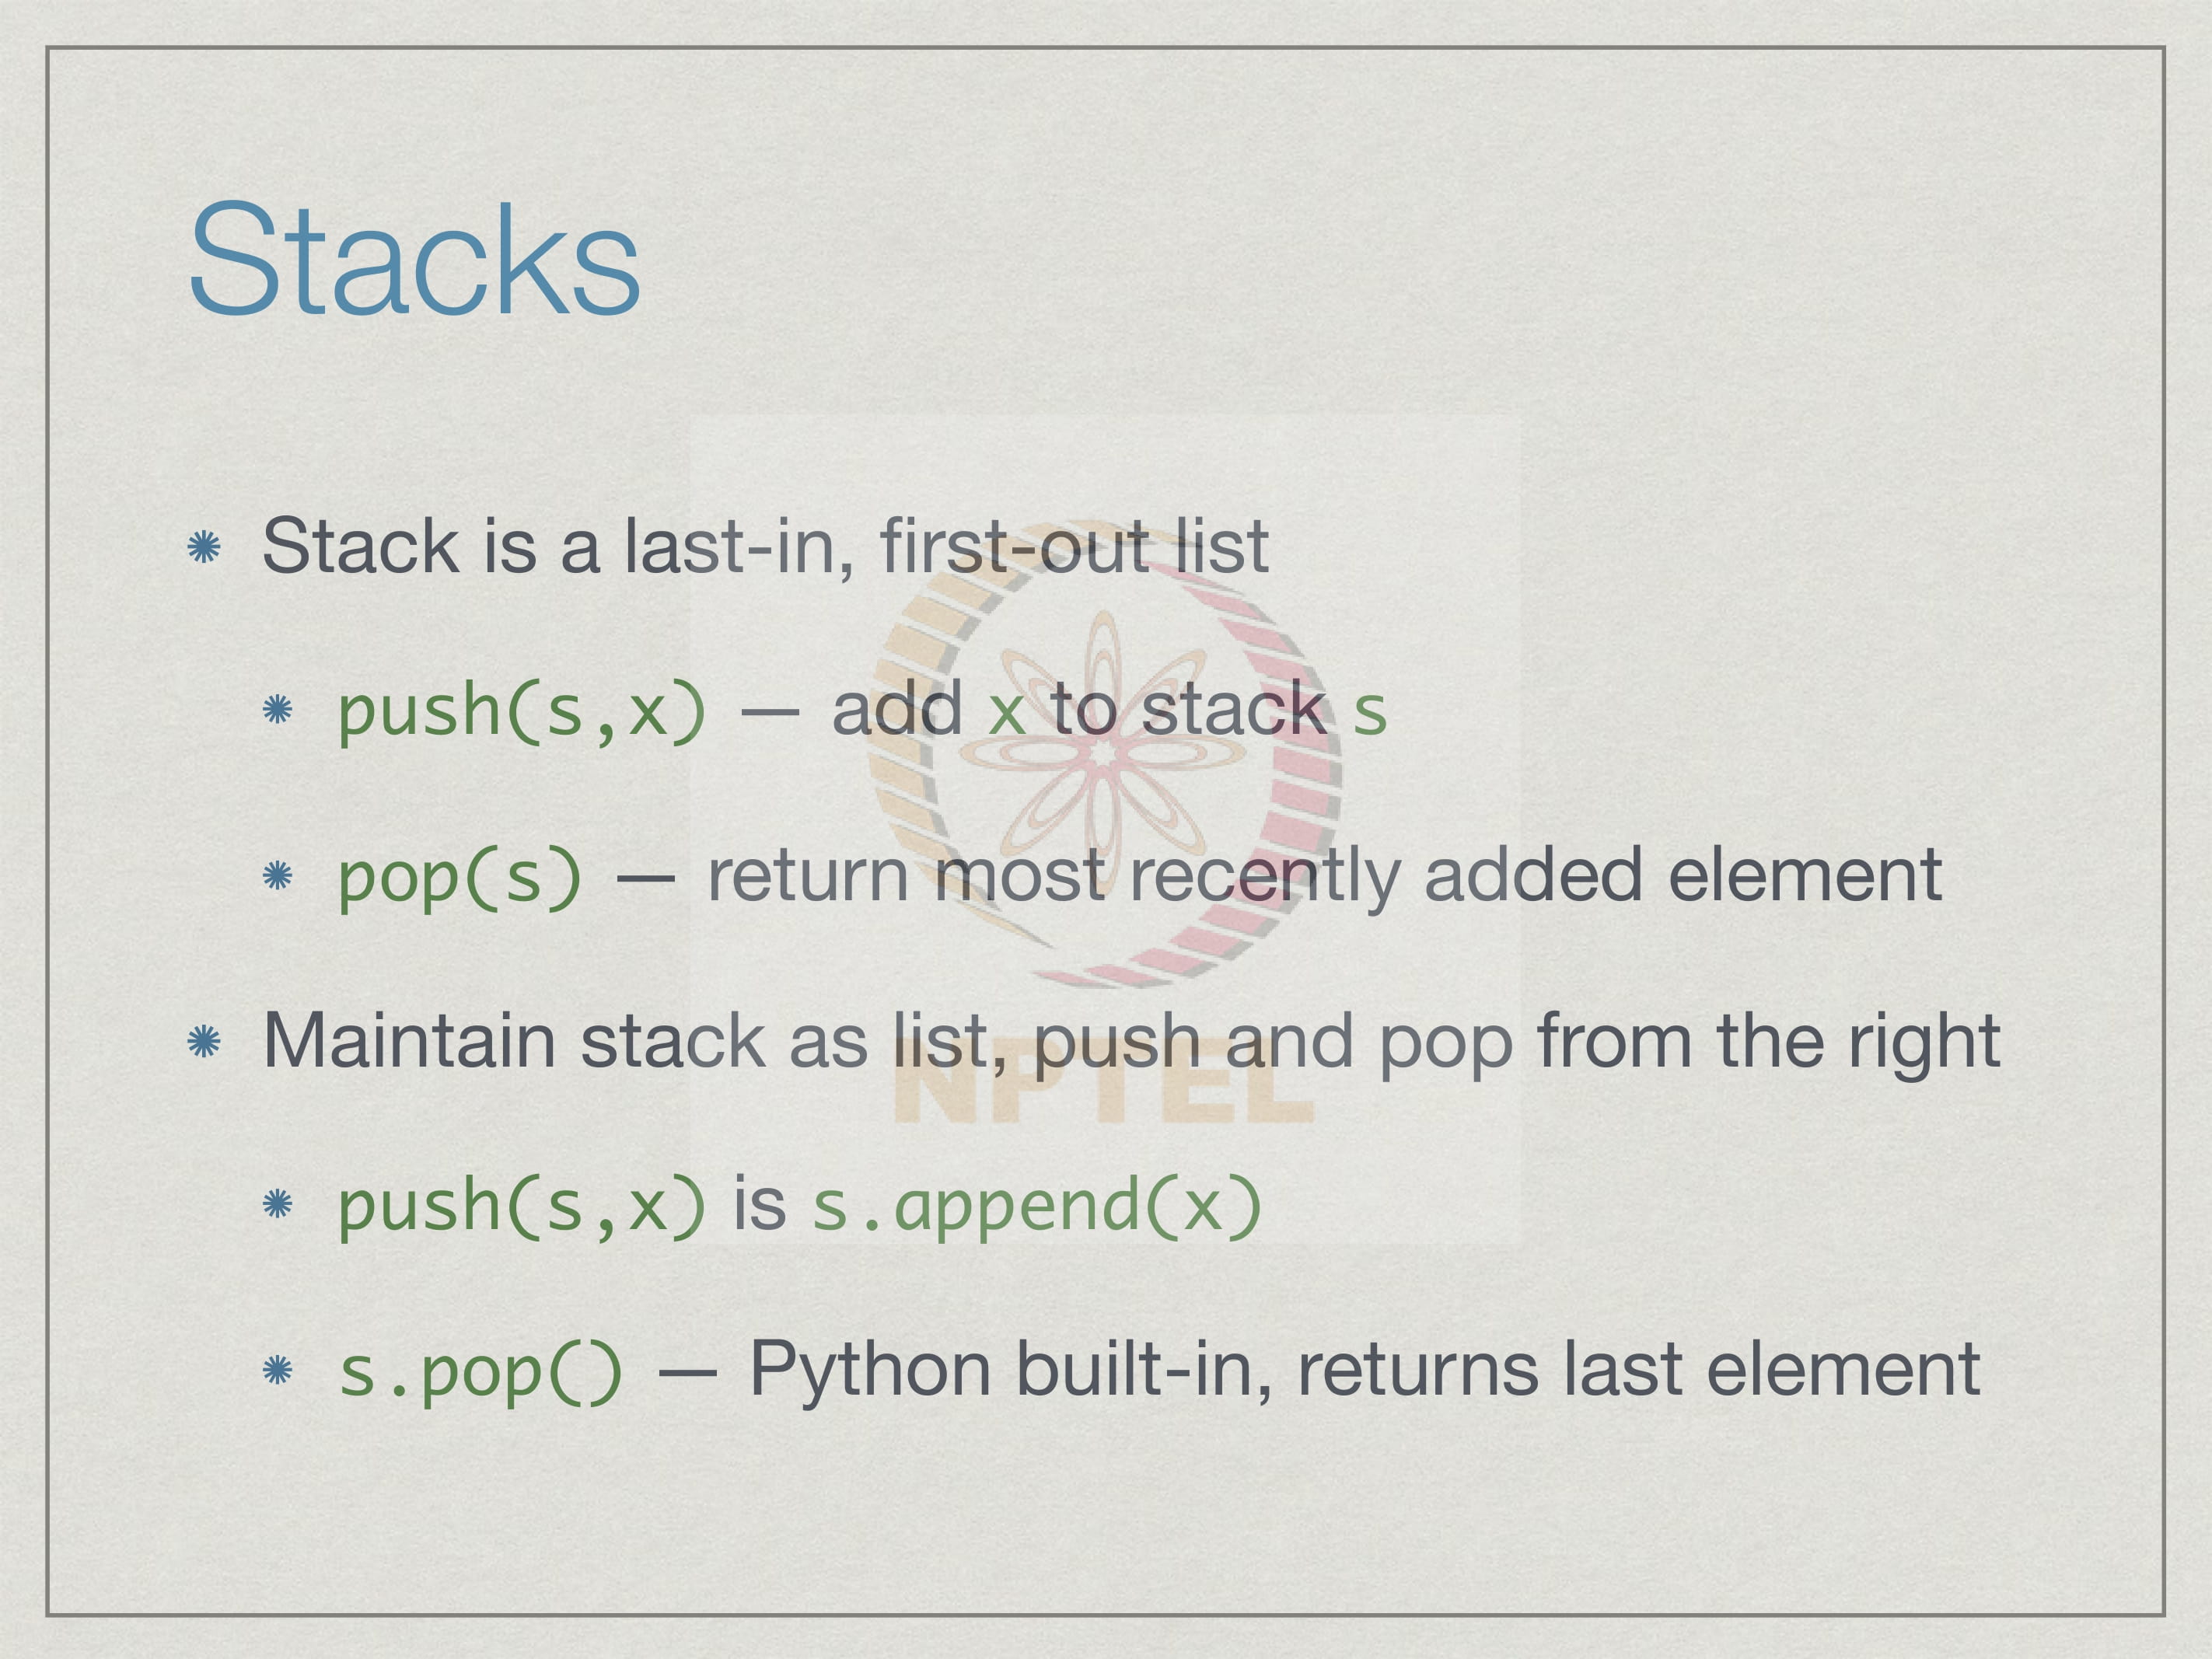 Stacks
Stack is a last-in, first-out list
push(s,x) — add x to stack s
pop(s) — return most recently added element
Maintain stack as list, push and pop from the right
NPTEL
push(s,x) is s.append(x)
s.pop() — Python built-in, returns last element